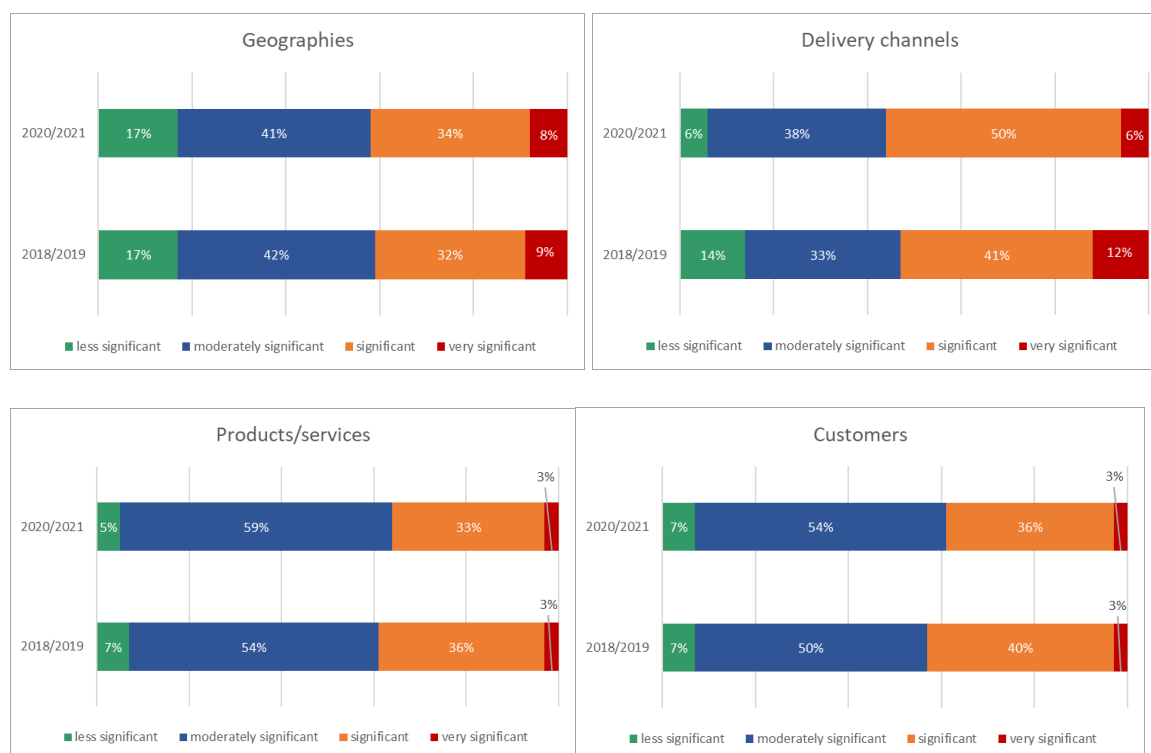 Geographies
2020/2021
17% 41% 34% 8%
2018/2019
17% 42% 32% 9%
less significant moderately significant significant very significant
Delivery channels
2020/2021
6% 38% 50% 6%
2018/2019
14% 33% 41% 12%
less significant moderately significant significant very significant
Products/services
3%
2020/2021
5% 59% 33%
3%
2018/2019
7% 54% 36%
less significant moderately significant significant very significant
Customers
3%
2020/2021
7% 54% 36%
3%
2018/2019
7% 50% 40%
less significant moderately significant significant very significant